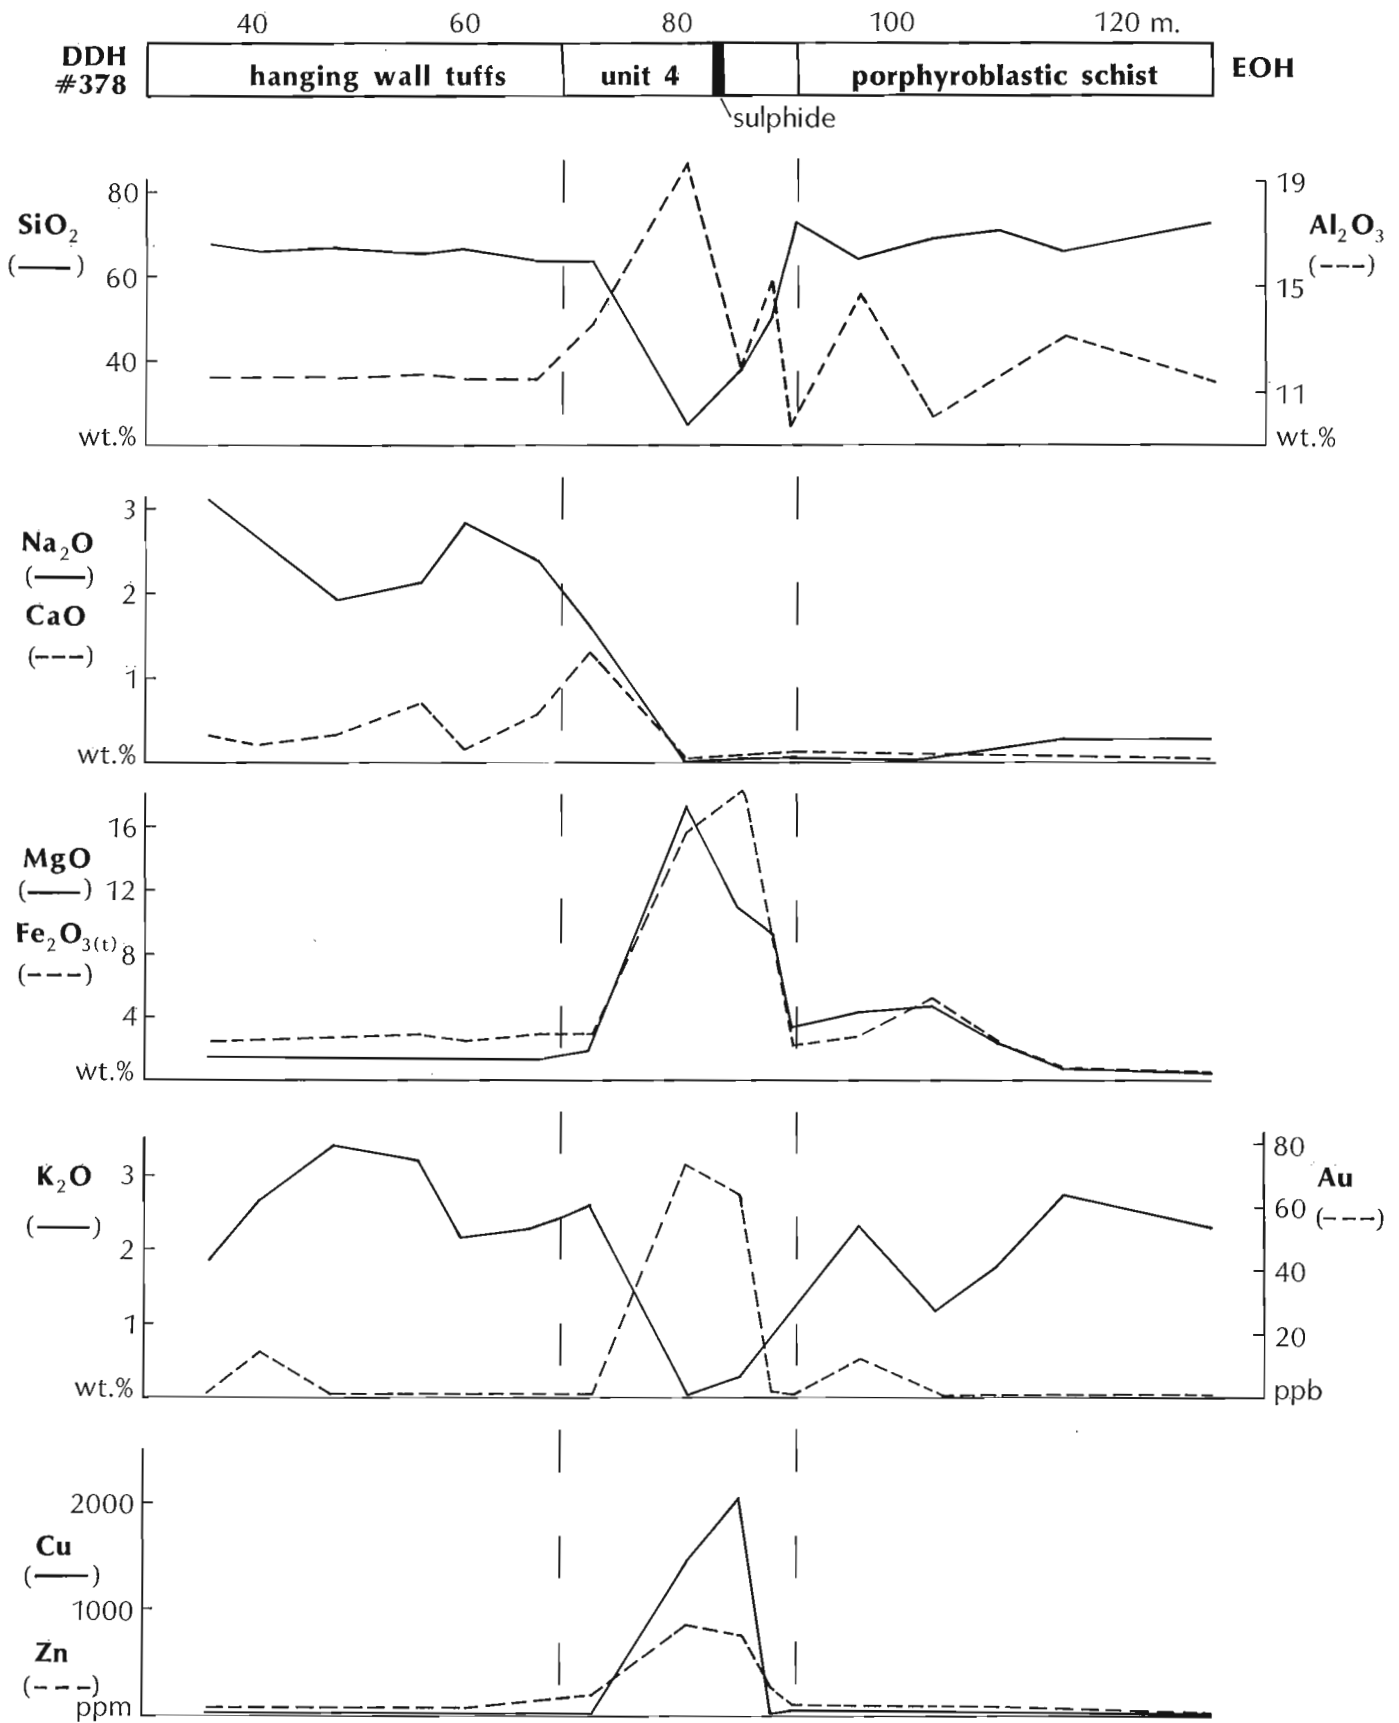 40 60 80 100 120 m.
DDH
#378
hanging wall tuffs unit 4 porphyroblastic schist EOH
sulphide
SiO₂
(——)
80
60
40
wt.%
19
15
11
wt.%
Al₂O₃
(---)
Na₂O
(——)
CaO
(---)
3
2
1
wt.%
MgO
(——)
Fe₂O₃(t)
(---)
16
12
8
4
wt.%
K₂O
(——)
3
2
1
wt.%
80
60
40
20
ppb
Au
(---)
Cu
(——)
Zn
(---)
2000
1000
ppm